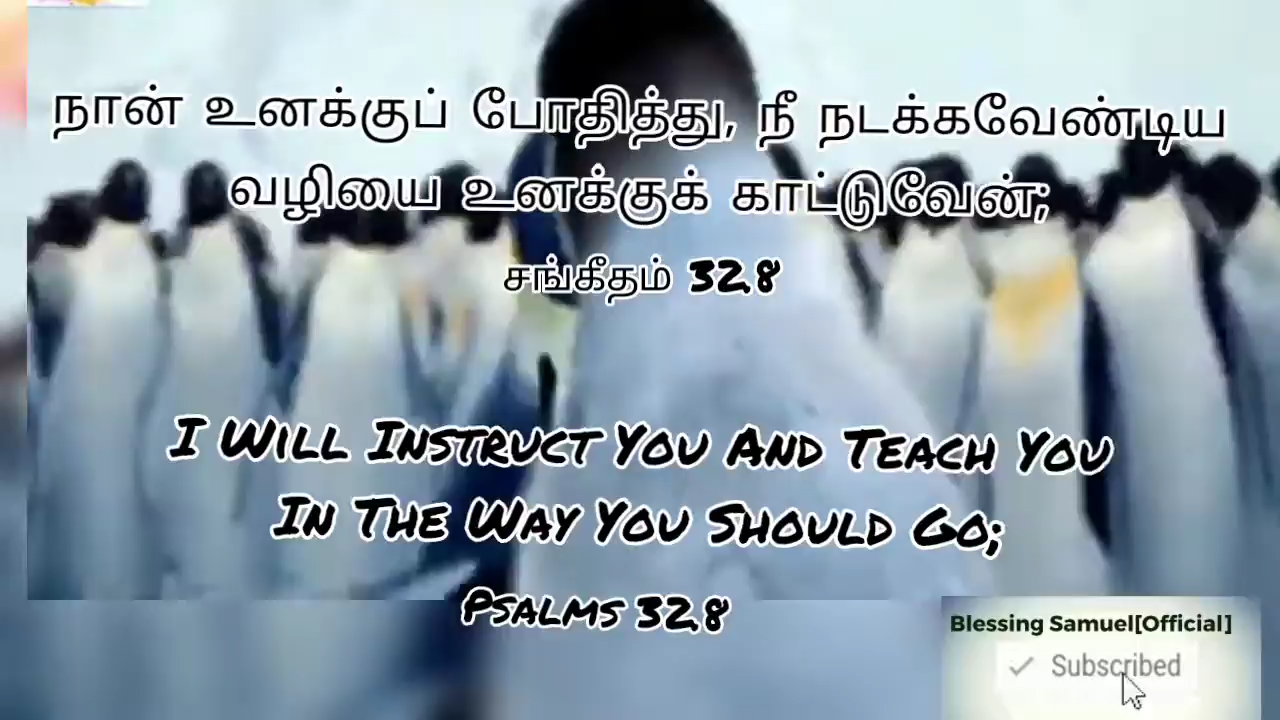 நான் உனக்குப் போதித்து, நீ நடக்கவேண்டிய
வழியை உனக்குக் காட்டுவேன்;
சங்கீதம் 32.8
I Will Instruct You And Teach You
In The Way You Should Go;
Psalms 32.8
Blessing Samuel[Official]
Subscribed